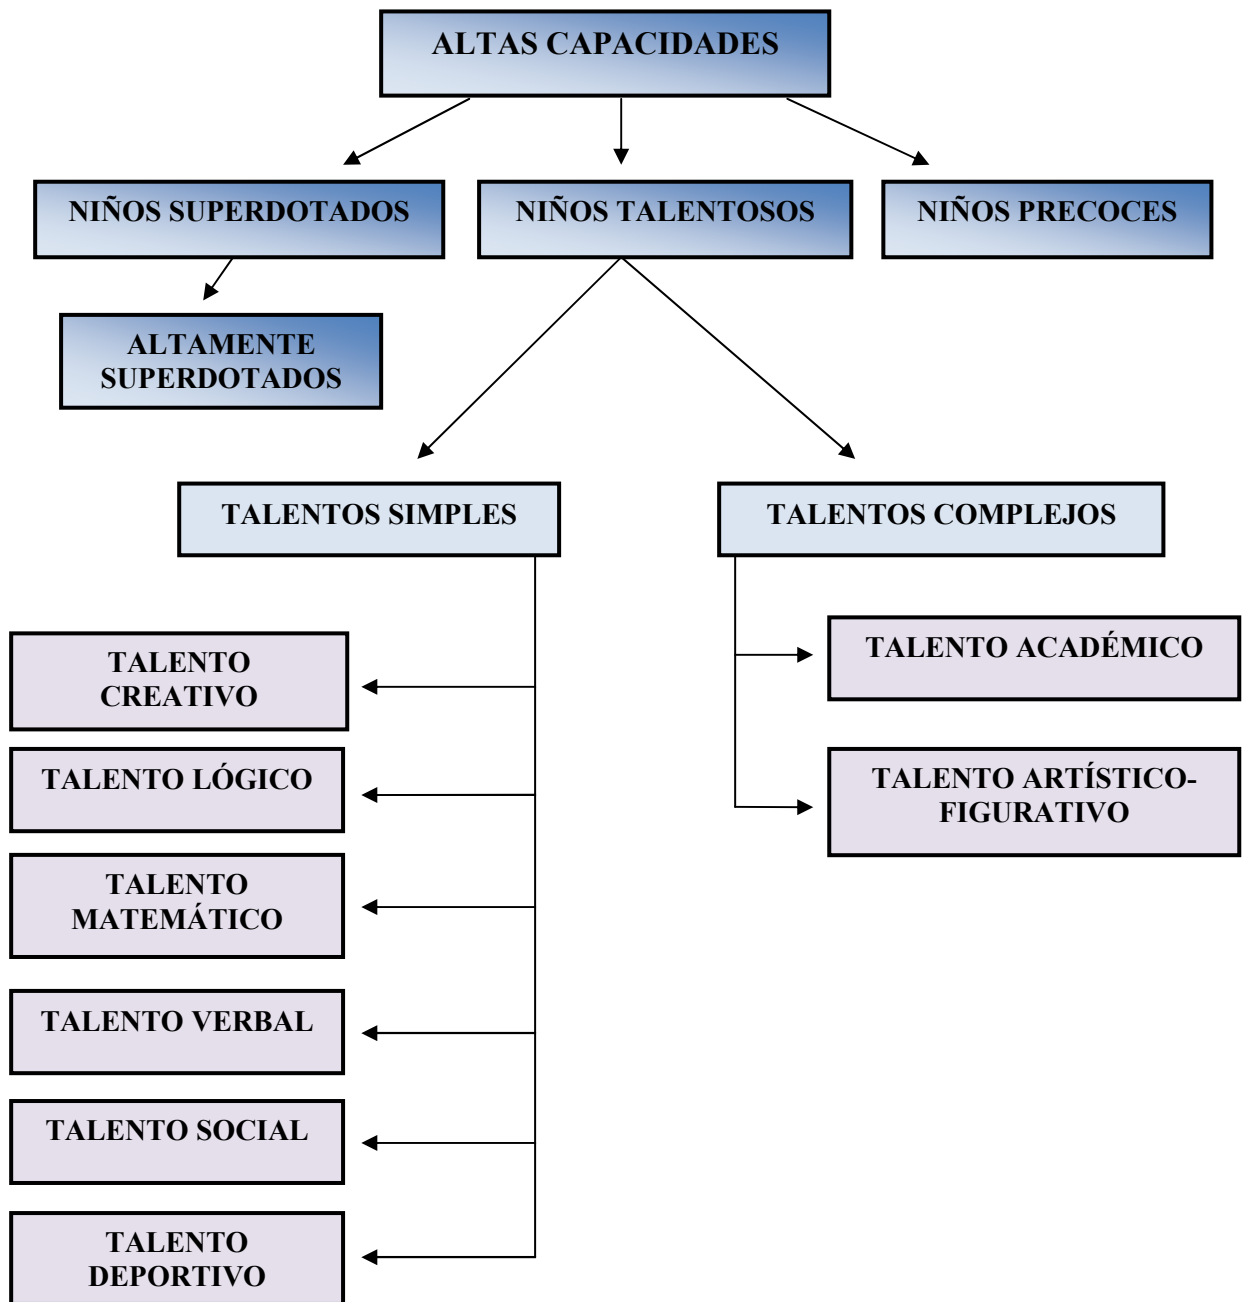 ALTAS CAPACIDADES
NIÑOS SUPERDOTADOS
NIÑOS TALENTOSOS
NIÑOS PRECOCES
ALTAMENTE
SUPERDOTADOS
TALENTOS SIMPLES
TALENTOS COMPLEJOS
TALENTO
CREATIVO
TALENTO LÓGICO
TALENTO
MATEMÁTICO
TALENTO VERBAL
TALENTO SOCIAL
TALENTO
DEPORTIVO
TALENTO ACADÉMICO
TALENTO ARTÍSTICO-
FIGURATIVO